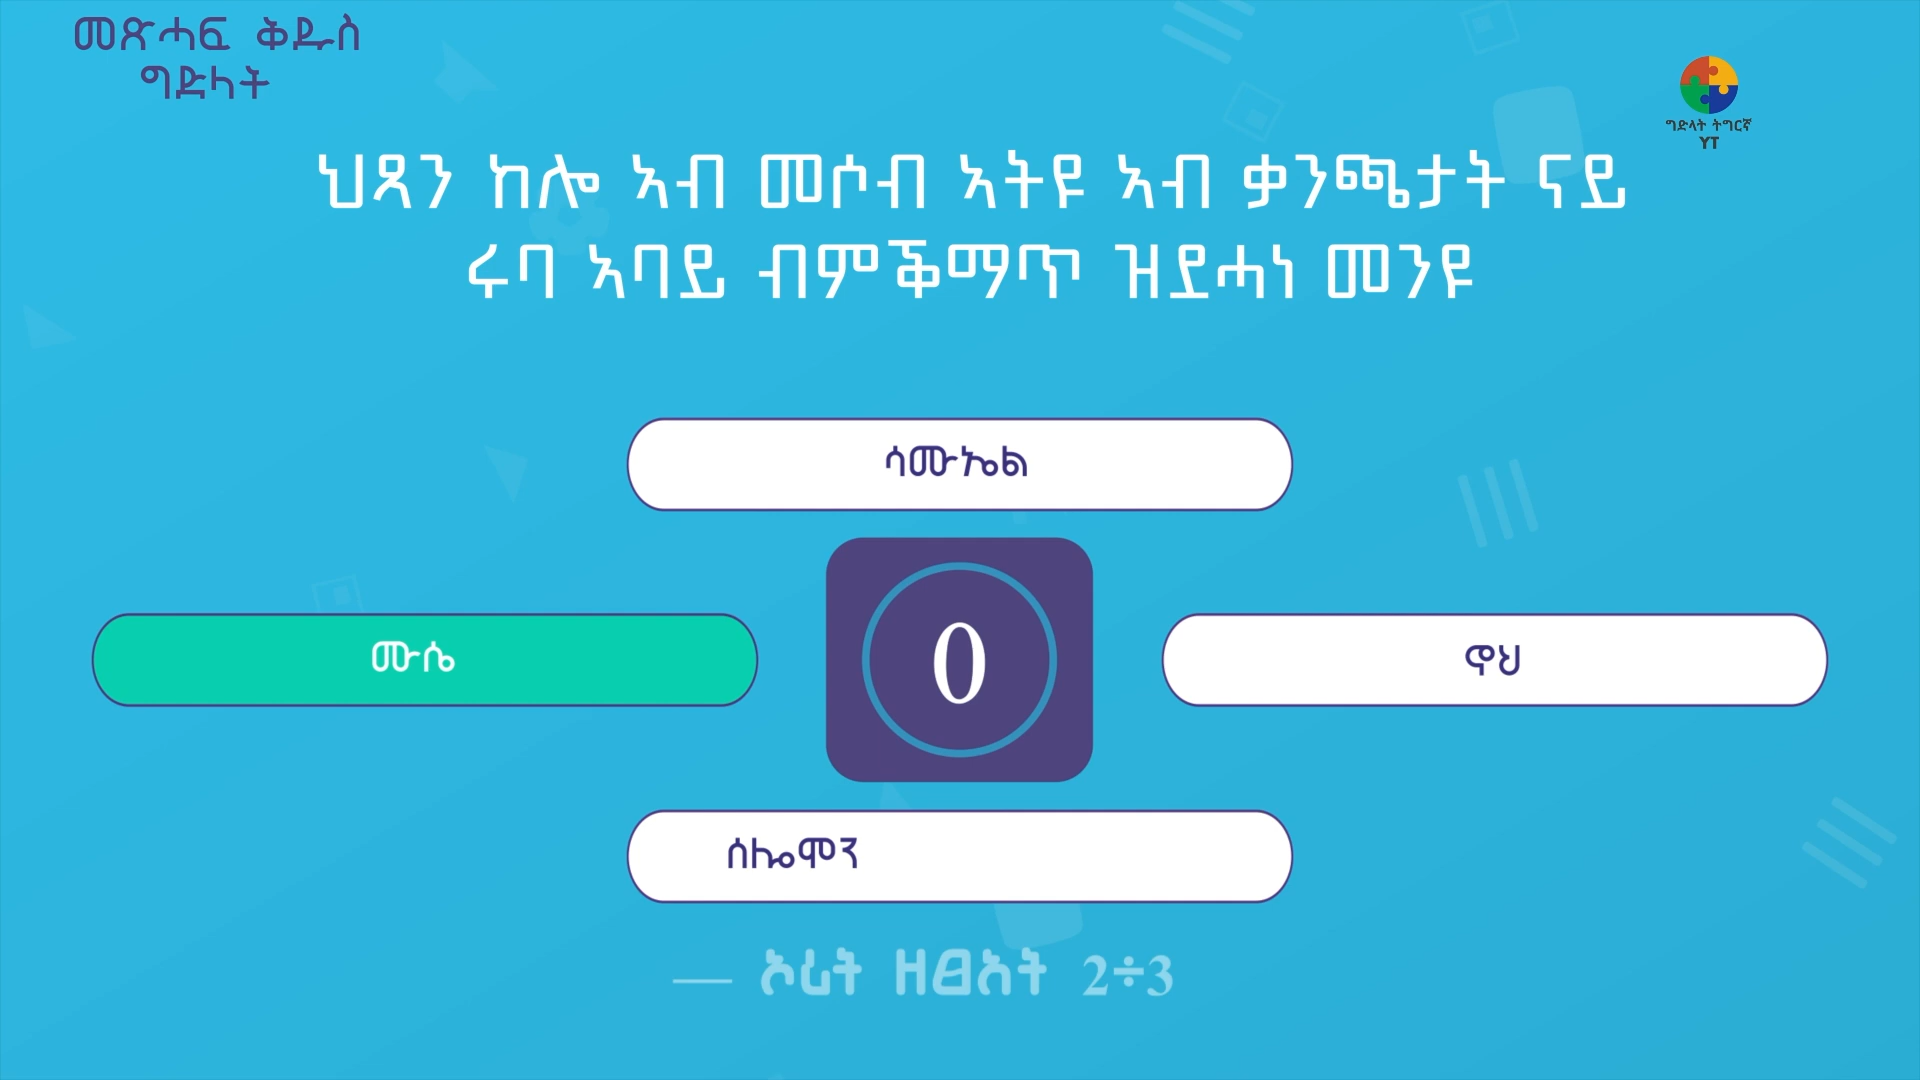 መጽሓፍ ቅዱስ
ግድላት
ግድላት ትግርኛ
YT
ህጻን ከሎ ኣብ መሶብ ኣትዩ ኣብ ቃንጫታት ናይ
ሩባ ኣባይ ብምቕማጥ ዝደሓነ መንዩ
ሳሙኤል
ሙሴ
0
ኖህ
ሰሎሞን
— ኦሪት ዘፀአት 2÷3